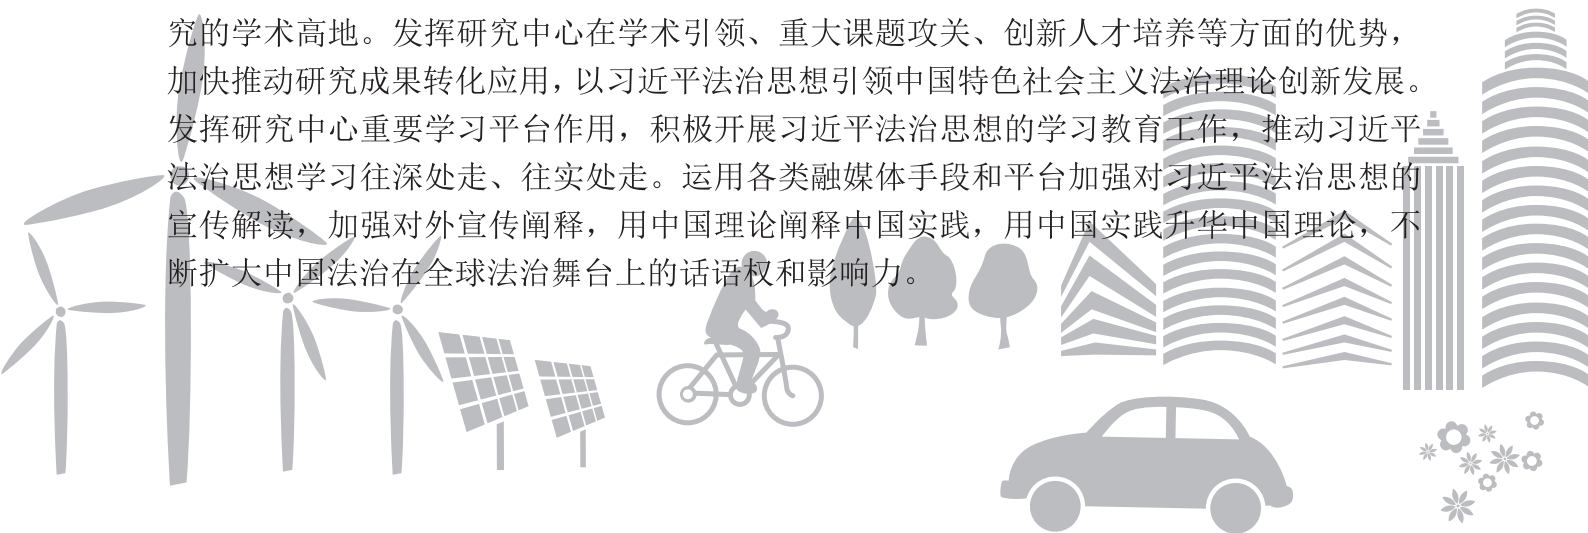 究的学术高地。发挥研究中心在学术引领、重大课题攻关、创新人才培养等方面的优势，
加快推动研究成果转化应用，以习近平法治思想引领中国特色社会主义法治理论创新发展。
发挥研究中心重要学习平台作用，积极开展习近平法治思想的学习教育工作，推动习近平
法治思想学习往深处走、往实处走。运用各类融媒体手段和平台加强对习近平法治思想的
宣传解读，加强对外宣传阐释，用中国理论阐释中国实践，用中国实践升华中国理论，不
断扩大中国法治在全球法治舞台上的话语权和影响力。